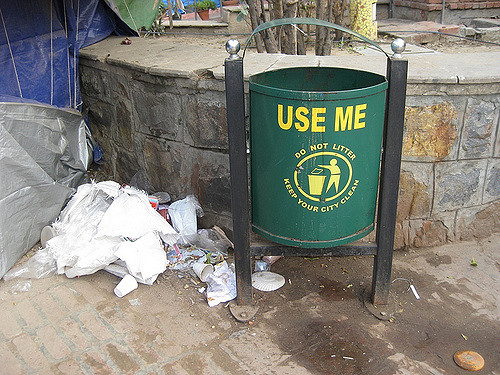 USE ME
DO NOT LITTER
KEEP YOUR CITY CLEAN